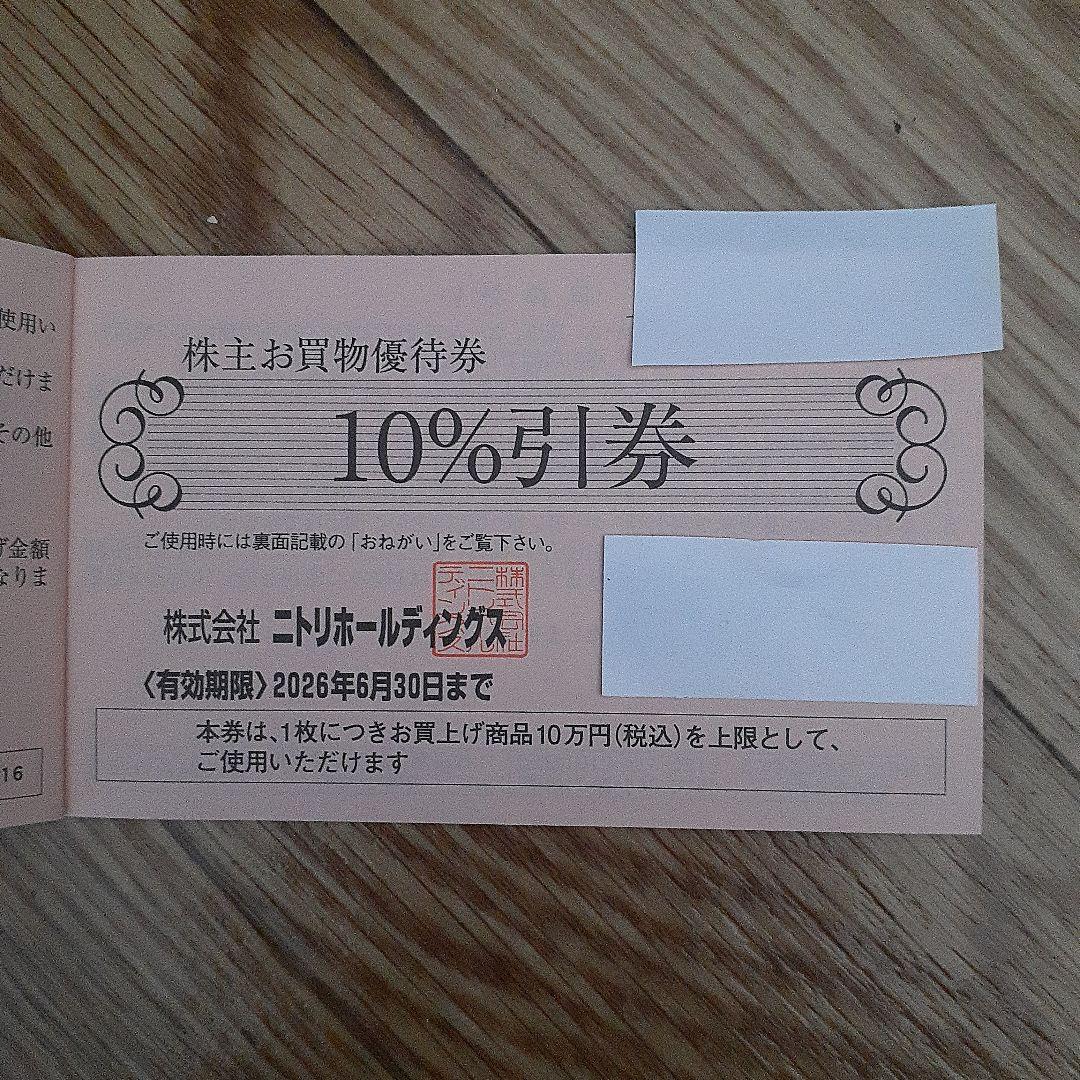 使用い
だけま
その他
げ金額
なりま
16
株主お買物優待券
10%引券
ご使用時には裏面記載の「おねがい」をご覧下さい。
株式会社 ニトリホールディングス
〈有効期限〉2026年6月30日まで
本券は、1枚につきお買上げ商品10万円(税込)を上限として、
ご使用いただけます